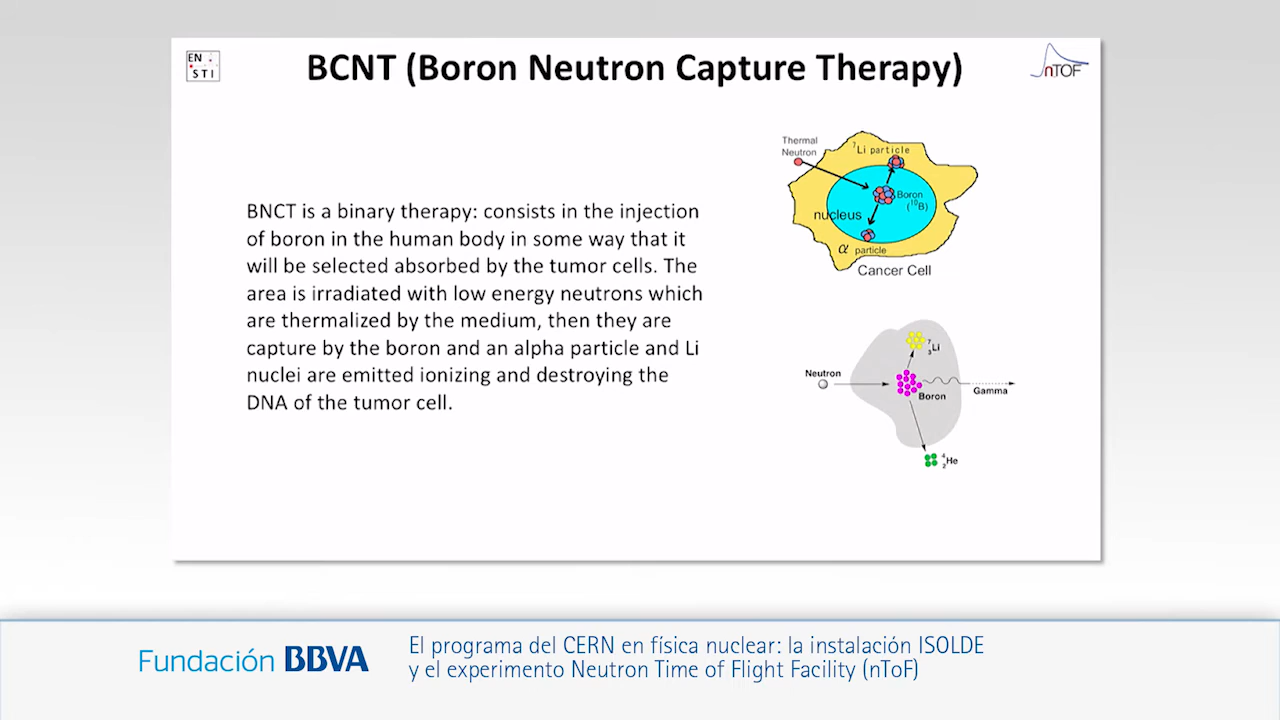 EN
STI
BCNT (Boron Neutron Capture Therapy)
nTOF
BNCT is a binary therapy: consists in the injection
of boron in the human body in some way that it
will be selected absorbed by the tumor cells. The
area is irradiated with low energy neutrons which
are thermalized by the medium, then they are
capture by the boron and an alpha particle and Li
nuclei are emitted ionizing and destroying the
DNA of the tumor cell.
Thermal
Neutron
⁷Li particle
Boron
(¹⁰B)
nucleus
α particle
Cancer Cell
⁷₃Li
Neutron
Boron
Gamma
⁴₂He
Fundación BBVA
El programa del CERN en física nuclear: la instalación ISOLDE
y el experimento Neutron Time of Flight Facility (nToF)